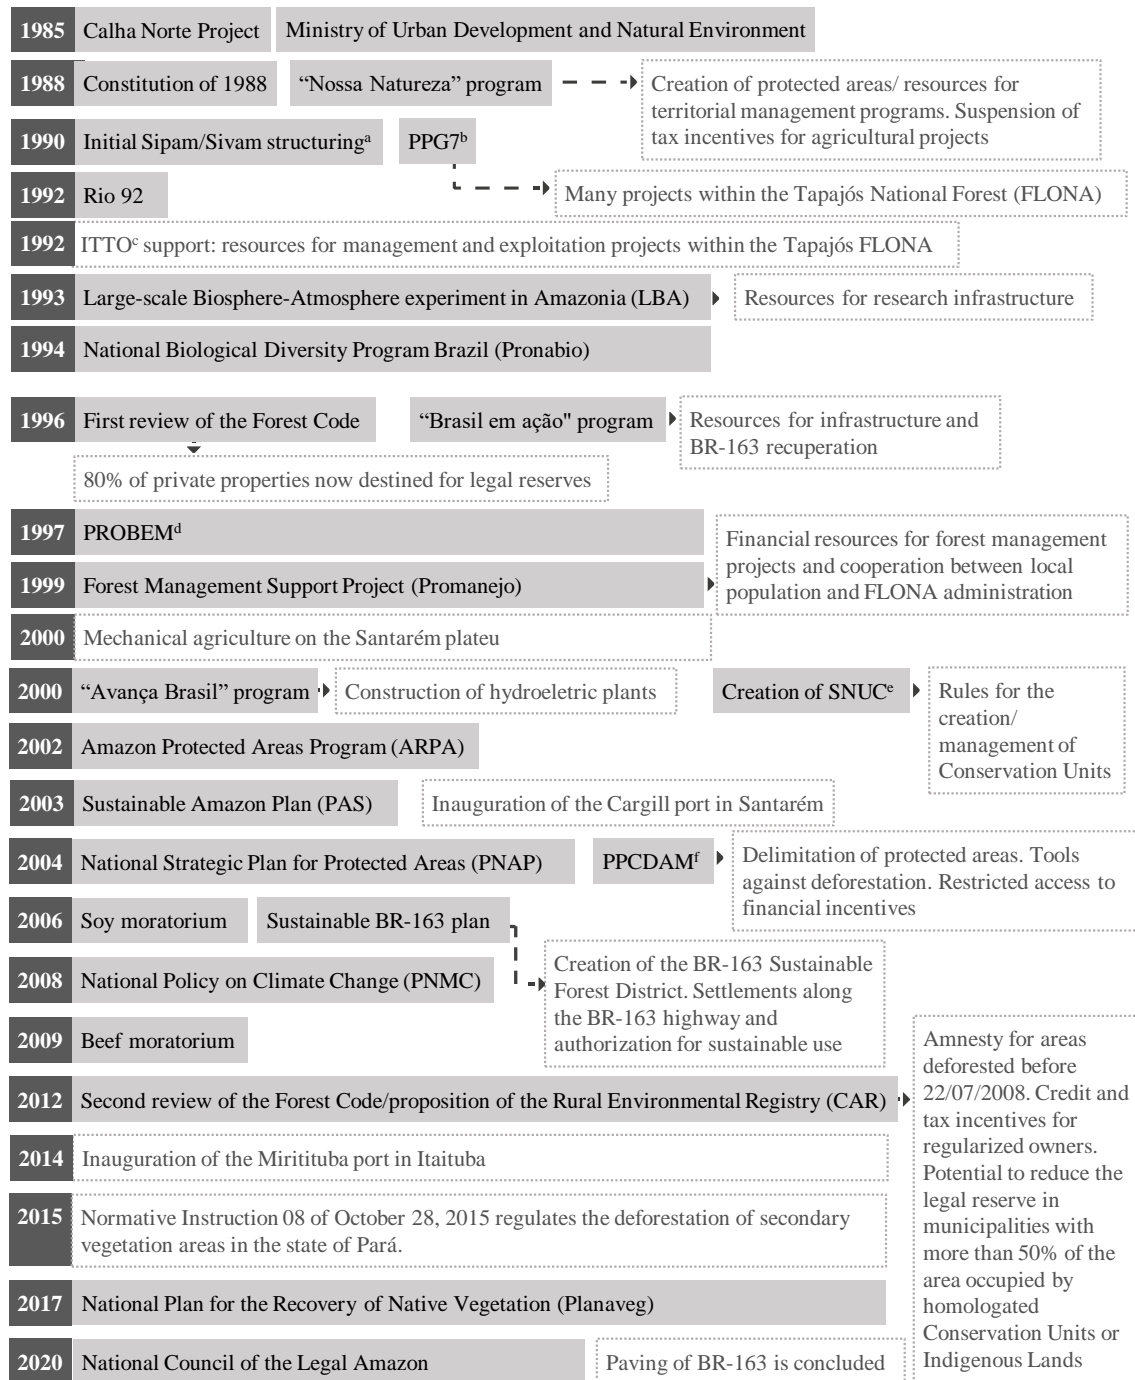 1985 Calha Norte Project Ministry of Urban Development and Natural Environment
1988 Constitution of 1988 “Nossa Natureza” program
Creation of protected areas/ resources for
territorial management programs. Suspension of
tax incentives for agricultural projects
1990 Initial Sipam/Sivam structuringᵃ PPG7ᵇ
Many projects within the Tapajós National Forest (FLONA)
1992 Rio 92
1992 ITTOᶜ support: resources for management and exploitation projects within the Tapajós FLONA
1993 Large-scale Biosphere-Atmosphere experiment in Amazonia (LBA) Resources for research infrastructure
1994 National Biological Diversity Program Brazil (Pronabio)
1996 First review of the Forest Code “Brasil em ação" program
Resources for infrastructure and
BR-163 recuperation
80% of private properties now destined for legal reserves
1997 PROBEMᵈ
1999 Forest Management Support Project (Promanejo)
Financial resources for forest management
projects and cooperation between local
population and FLONA administration
2000 Mechanical agriculture on the Santarém plateu
2000 “Avança Brasil” program Construction of hydroeletric plants Creation of SNUCᵉ
Rules for the
creation/
management of
Conservation Units
2002 Amazon Protected Areas Program (ARPA)
2003 Sustainable Amazon Plan (PAS) Inauguration of the Cargill port in Santarém
2004 National Strategic Plan for Protected Areas (PNAP) PPCDAMᶠ
Delimitation of protected areas. Tools
against deforestation. Restricted access to
financial incentives
2006 Soy moratorium Sustainable BR-163 plan
Creation of the BR-163 Sustainable
Forest District. Settlements along
the BR-163 highway and
authorization for sustainable use
2008 National Policy on Climate Change (PNMC)
2009 Beef moratorium
2012 Second review of the Forest Code/proposition of the Rural Environmental Registry (CAR)
Amnesty for areas
deforested before
22/07/2008. Credit and
tax incentives for
regularized owners.
Potential to reduce the
legal reserve in
municipalities with
more than 50% of the
area occupied by
homologated
Conservation Units or
Indigenous Lands
2014 Inauguration of the Miritituba port in Itaituba
2015 Normative Instruction 08 of October 28, 2015 regulates the deforestation of secondary
vegetation areas in the state of Pará.
2017 National Plan for the Recovery of Native Vegetation (Planaveg)
2020 National Council of the Legal Amazon Paving of BR-163 is concluded